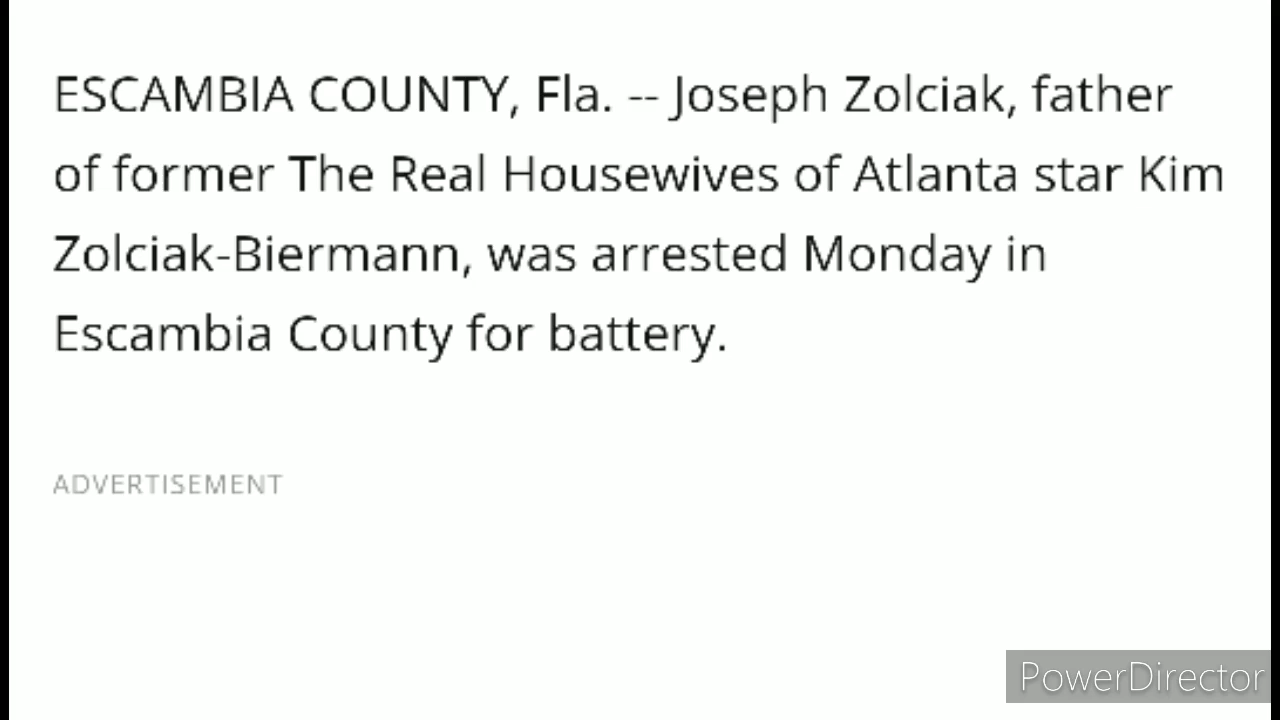 ESCAMBIA COUNTY, Fla. -- Joseph Zolciak, father
of former The Real Housewives of Atlanta star Kim
Zolciak-Biermann, was arrested Monday in
Escambia County for battery.
ADVERTISEMENT
PowerDirector